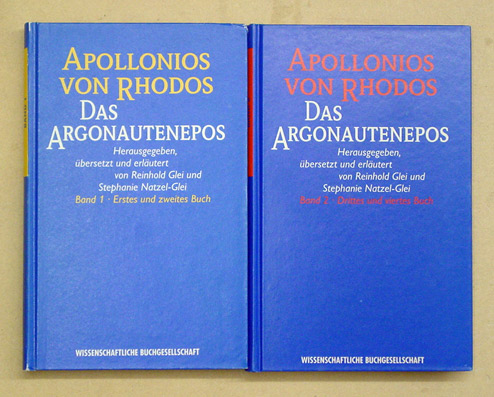 APOLLONIOS
VON RHODOS
DAS
ARGONAUTENEPOS
Herausgegeben,
übersetzt und erläutert
von Reinhold Glei und
Stephanie Natzel-Glei
Band 1 · Erstes und zweites Buch
WISSENSCHAFTLICHE BUCHGESELLSCHAFT
APOLLONIOS
VON RHODOS
DAS
ARGONAUTENEPOS
Herausgegeben,
übersetzt und erläutert
von Reinhold Glei und
Stephanie Natzel-Glei
Band 2 · Drittes und viertes Buch
WISSENSCHAFTLICHE BUCHGESELLSCHAFT